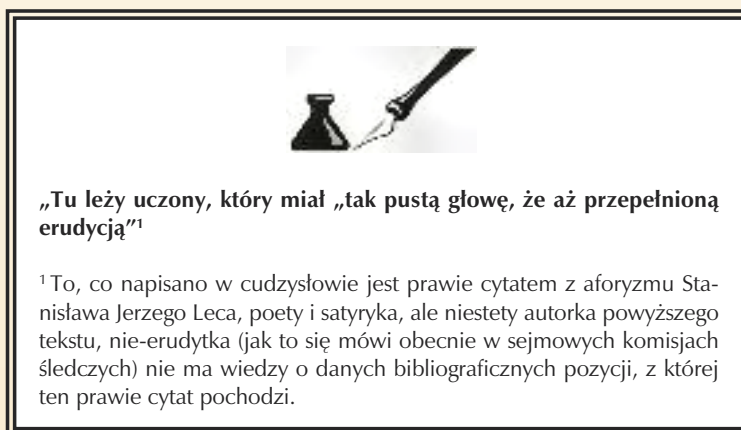 „Tu leży uczony, który miał „tak pustą głowę, że aż przepełnioną
erudycją”¹
¹ To, co napisano w cudzysłowie jest prawie cytatem z aforyzmu Sta-
nisława Jerzego Leca, poety i satyryka, ale niestety autorka powyższego
tekstu, nie-erudytka (jak to się mówi obecnie w sejmowych komisjach
śledczych) nie ma wiedzy o danych bibliograficznych pozycji, z której
ten prawie cytat pochodzi.